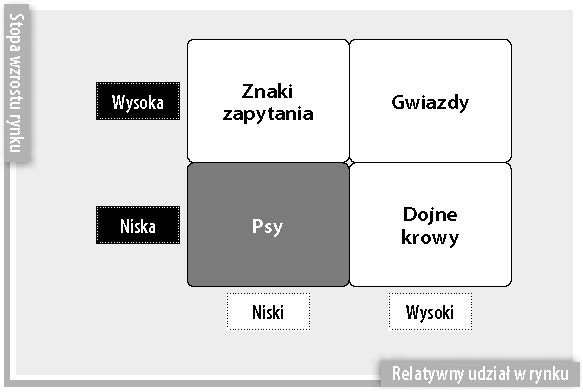 Stopa wzrostu rynku
Wysoka
Znaki
zapytania
Gwiazdy
Niska
Psy
Dojne
krowy
Niski
Wysoki
Relatywny udział w rynku